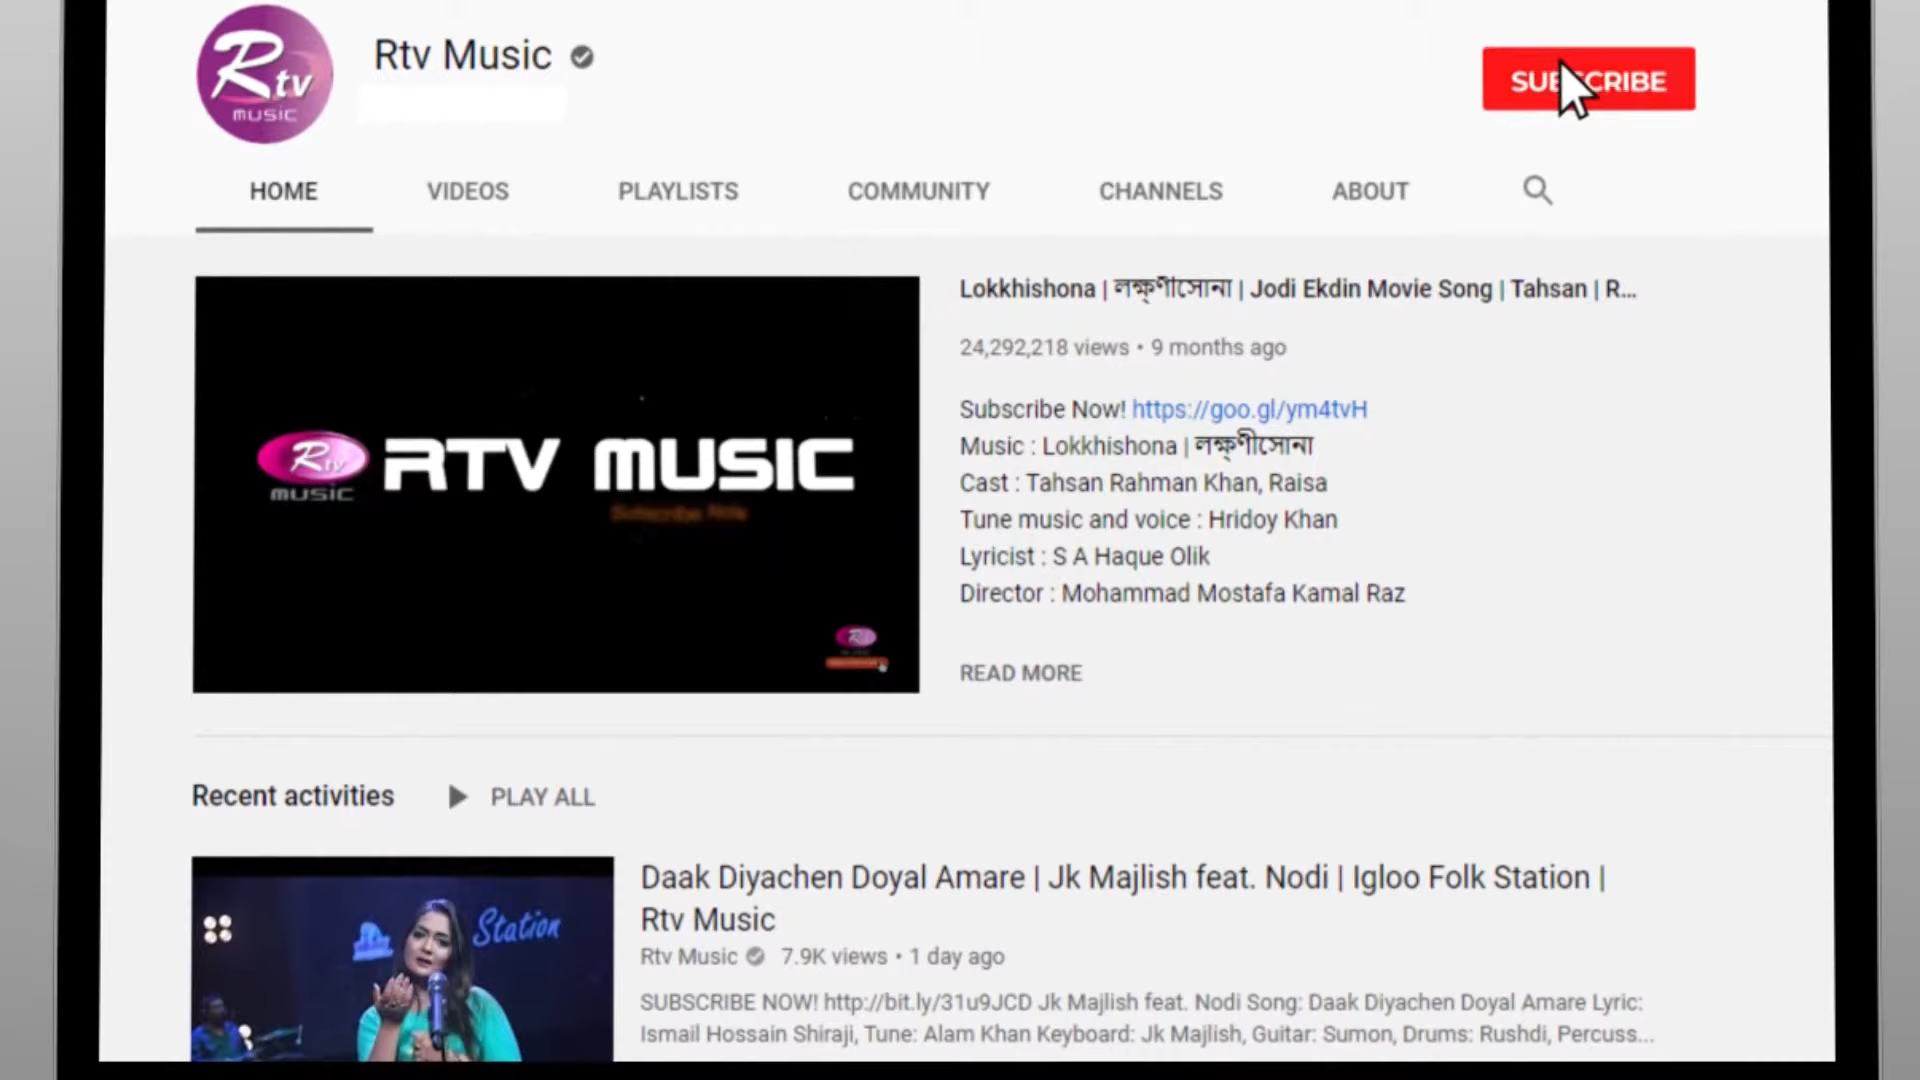 Rtv
MUSIC
Rtv Music
SUBSCRIBE
HOME
VIDEOS
PLAYLISTS
COMMUNITY
CHANNELS
ABOUT
Rtv
MUSIC
RTV MUSIC
Subscribe Now
Lokkhishona | লক্ষ্ণীসোনা | Jodi Ekdin Movie Song | Tahsan | R...
24,292,218 views • 9 months ago
Subscribe Now! https://goo.gl/ym4tvH
Music : Lokkhishona | লক্ষ্ণীসোনা
Cast : Tahsan Rahman Khan, Raisa
Tune music and voice : Hridoy Khan
Lyricist : S A Haque Olik
Director : Mohammad Mostafa Kamal Raz
READ MORE
Recent activities
PLAY ALL
Station
Daak Diyachen Doyal Amare | Jk Majlish feat. Nodi | Igloo Folk Station |
Rtv Music
Rtv Music 7.9K views • 1 day ago
SUBSCRIBE NOW! http://bit.ly/31u9JCD Jk Majlish feat. Nodi Song: Daak Diyachen Doyal Amare Lyric:
Ismail Hossain Shiraji, Tune: Alam Khan Keyboard: Jk Majlish, Guitar: Sumon, Drums: Rushdi, Percuss...